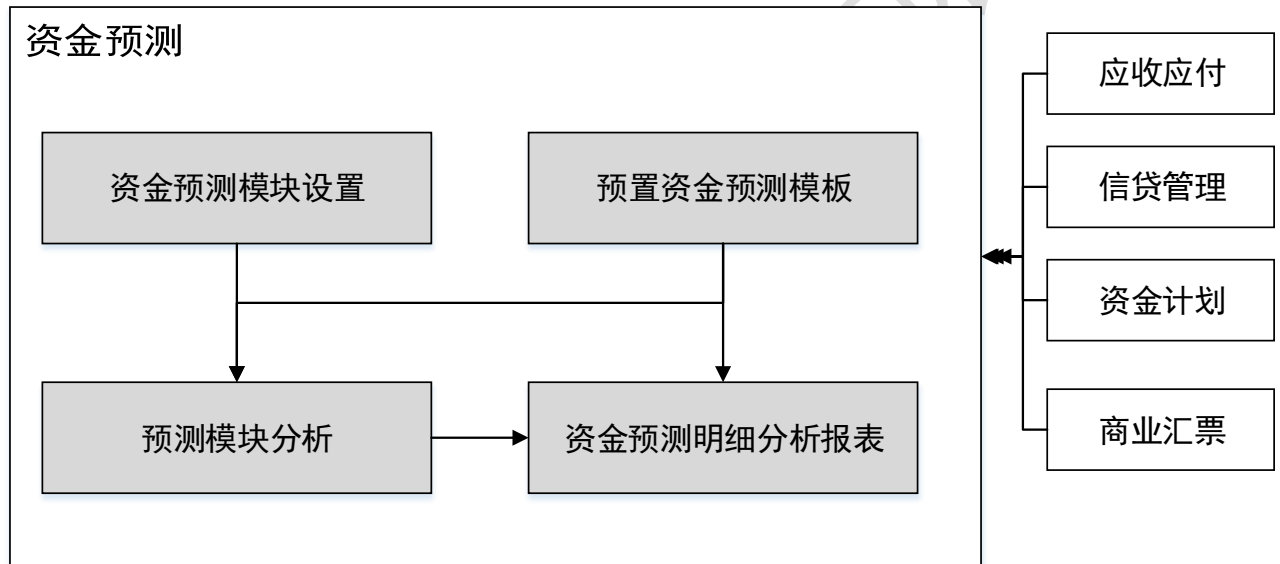 资金预测
资金预测模块设置
预置资金预测模板
预测模块分析
资金预测明细分析报表
应收应付
信贷管理
资金计划
商业汇票